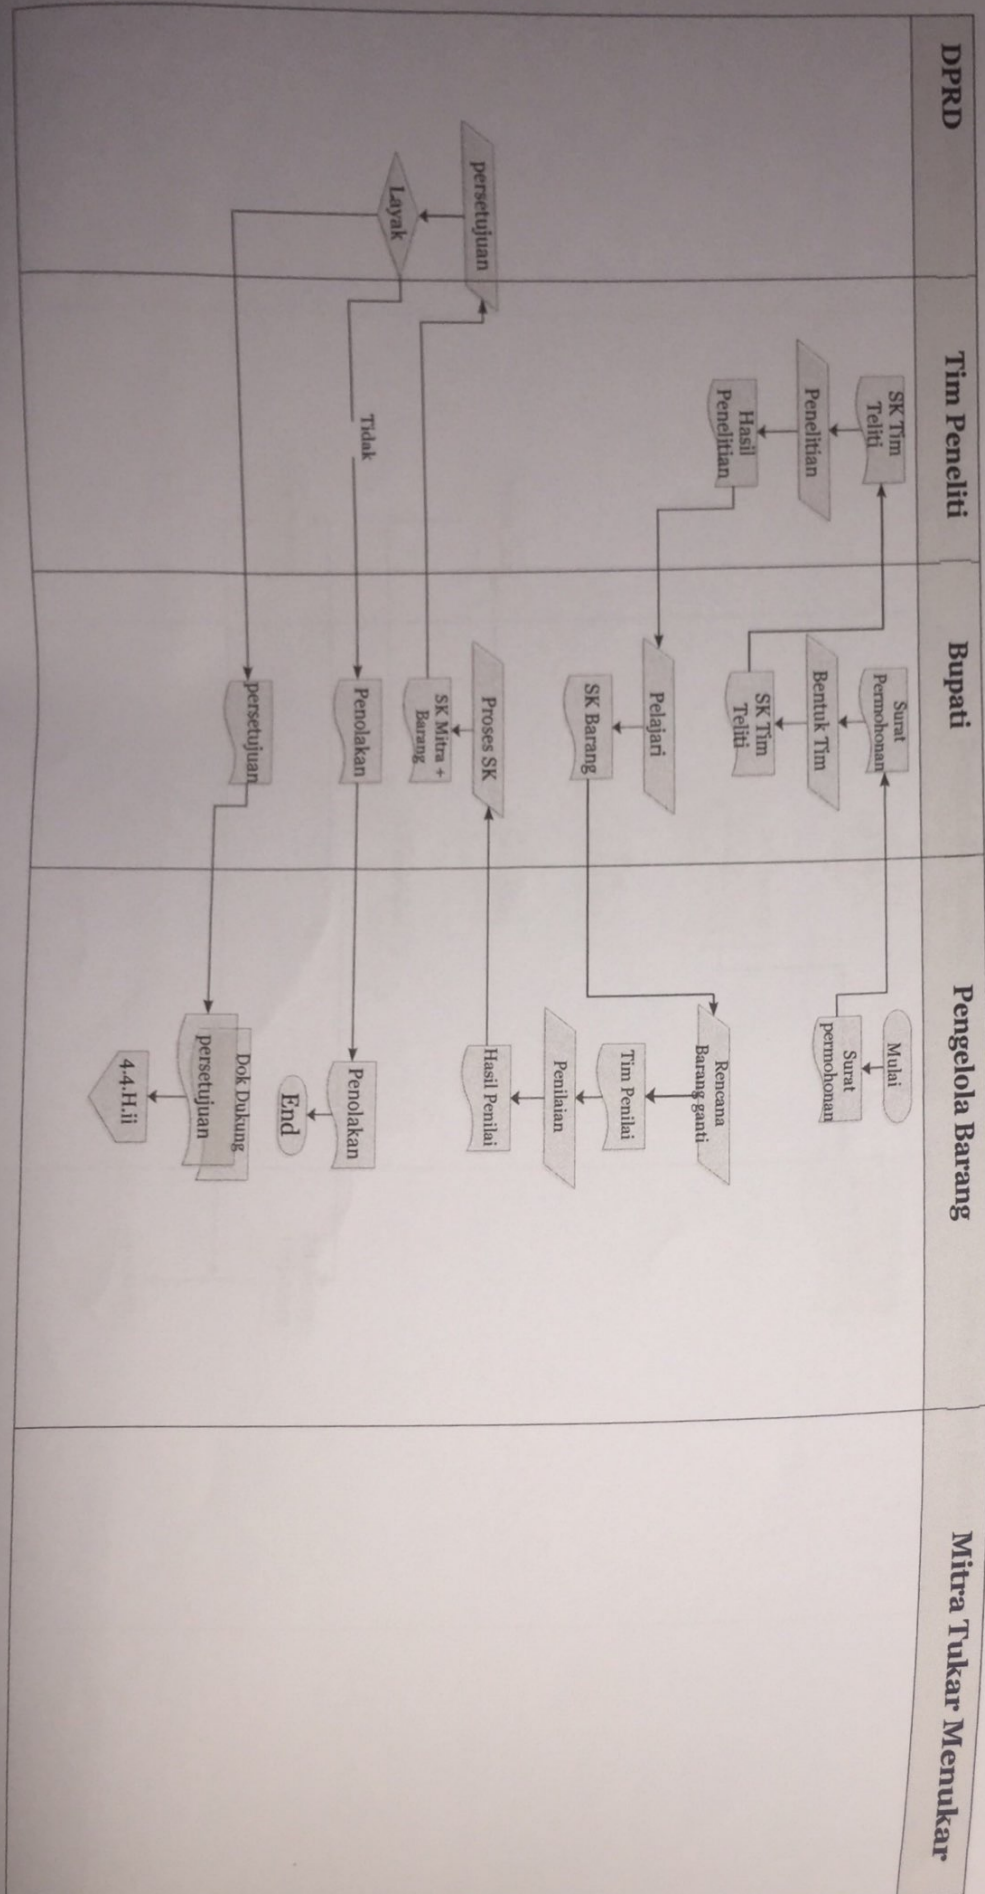 DPRD
Tim Peneliti
Bupati
Pengelola Barang
Mitra Tukar Menukar
Mulai
Surat
permohonan
Surat
Permohonan
Bentuk Tim
SK Tim
Teliti
SK Tim
Teliti
Penelitian
Hasil
Penelitian
Pelajari
SK Barang
Rencana
Barang ganti
Tim Penilai
Penilaian
Hasil Penilai
Proses SK
SK Mitra +
Barang
persetujuan
Layak
Tidak
Penolakan
Penolakan
End
persetujuan
Dok Dukung
persetujuan
4.4.H.ii